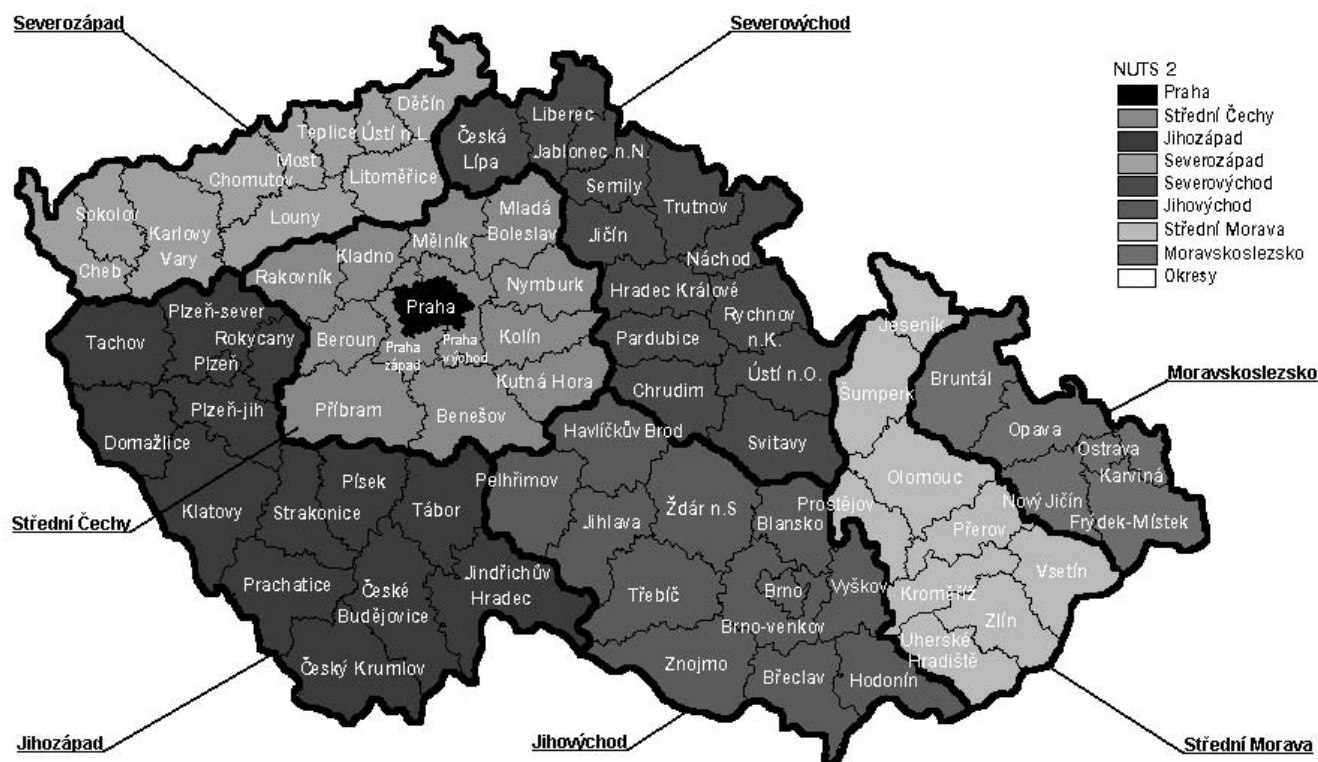 Severozápad
Severovýchod
NUTS 2
Praha
Střední Čechy
Jihozápad
Severozápad
Severovýchod
Jihovýchod
Střední Morava
Moravskoslezsko
Okresy
Děčín
Liberec
Teplice
Ústí n.L.
Česká
Lípa
Most
Jablonec n.N.
Chomutov
Litoměřice
Semily
Sokolov
Louny
Mladá
Boleslav
Trutnov
Karlovy
Vary
Mělník
Jičín
Kladno
Cheb
Rakovník
Náchod
Nymburk
Hradec Králové
Praha
Plzeň-sever
Rychnov
n.K.
Jeseník
Tachov
Rokycany
Beroun
Praha
západ
Praha
východ
Kolín
Pardubice
Plzeň
Ústí n.O.
Bruntál
Moravskoslezsko
Kutná Hora
Chrudim
Šumperk
Plzeň-jih
Příbram
Benešov
Domažlice
Havlíčkův Brod
Svitavy
Opava
Ostrava
Písek
Pelhřimov
Olomouc
Karviná
Klatovy
Strakonice
Tábor
Ždár n.S
Prostějov
Nový Jičín
Střední Čechy
Jihlava
Blansko
Přerov
Frýdek-Místek
Jindřichův
Hradec
Vsetín
Prachatice
České
Budějovice
Třebíč
Brno
Vyškov
Kroměříž
Zlín
Brno-venkov
Uherské
Hradiště
Český Krumlov
Znojmo
Břeclav
Hodonín
Jihozápad
Jihovýchod
Střední Morava